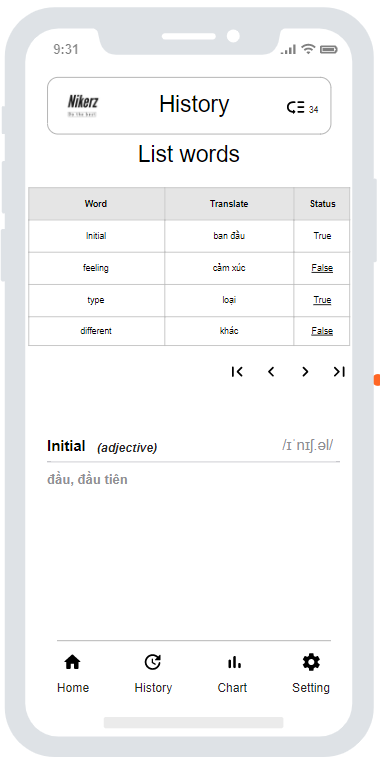 9:31
Nikerz
Do the best
History
34
List words
Word Translate Status
Initial ban đầu True
feeling cảm xúc False
type loại True
different khác False
Initial (adjective) /ɪˈnɪʃ.əl/
đầu, đầu tiên
Home History Chart Setting